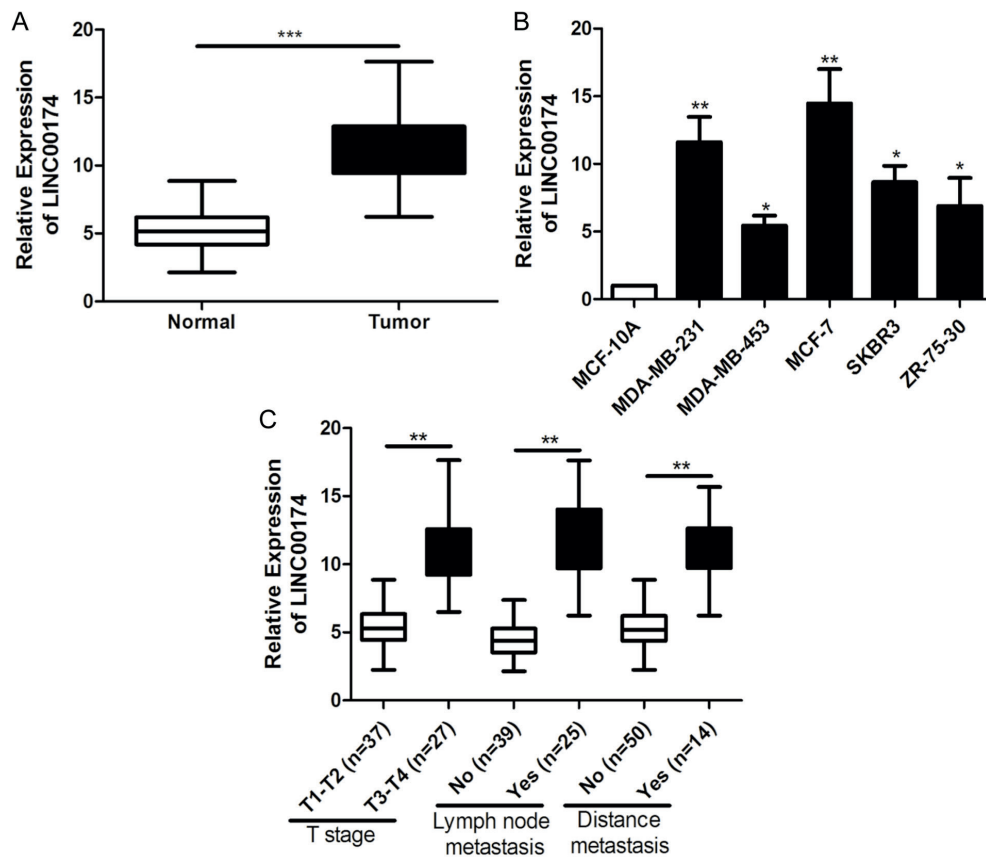 A
Relative Expression
of LINC00174
20
15
10
5
0
***
Normal
Tumor
B
Relative Expression
of LINC00174
20
15
10
5
0
**
*
**
*
*
MCF-10A
MDA-MB-231
MDA-MB-453
MCF-7
SKBR3
ZR-75-30
C
Relative Expression
of LINC00174
20
15
10
5
0
**
**
**
T1-T2 (n=37)
T3-T4 (n=27)
No (n=39)
Yes (n=25)
No (n=50)
Yes (n=14)
T stage
Lymph node
metastasis
Distance
metastasis